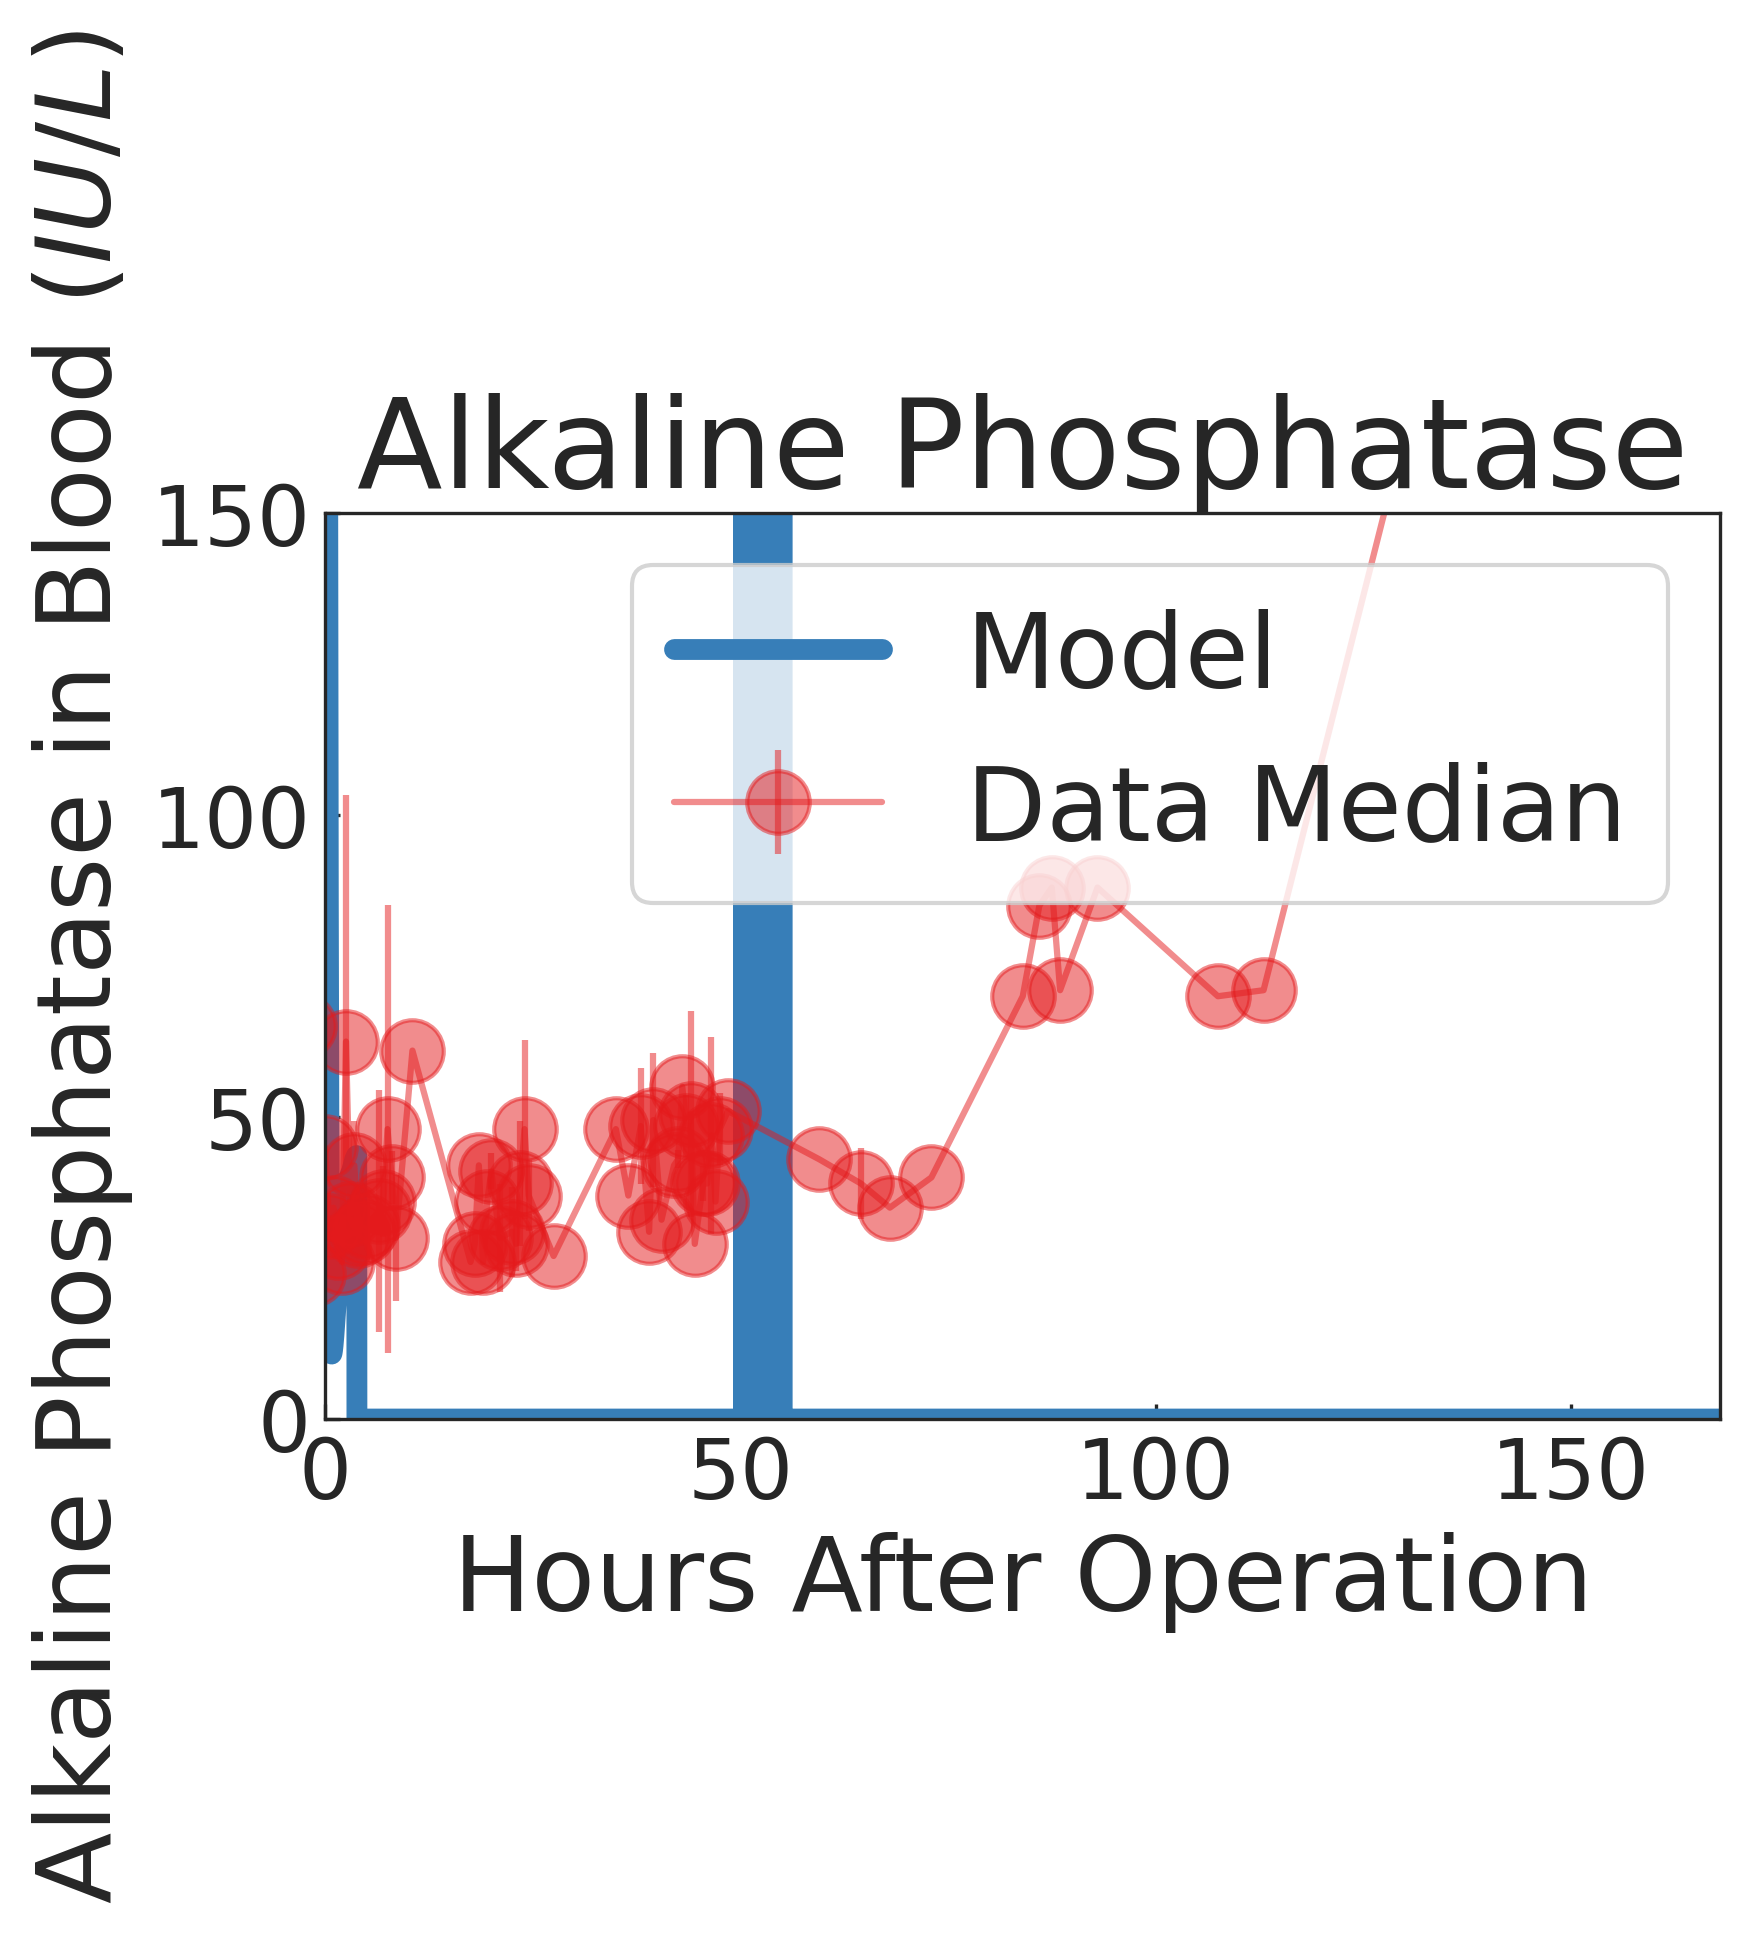 Alkaline Phosphatase
Alkaline Phosphatase in Blood (IU/L)
150
100
50
0
Model
Data Median
0 50 100 150
Hours After Operation